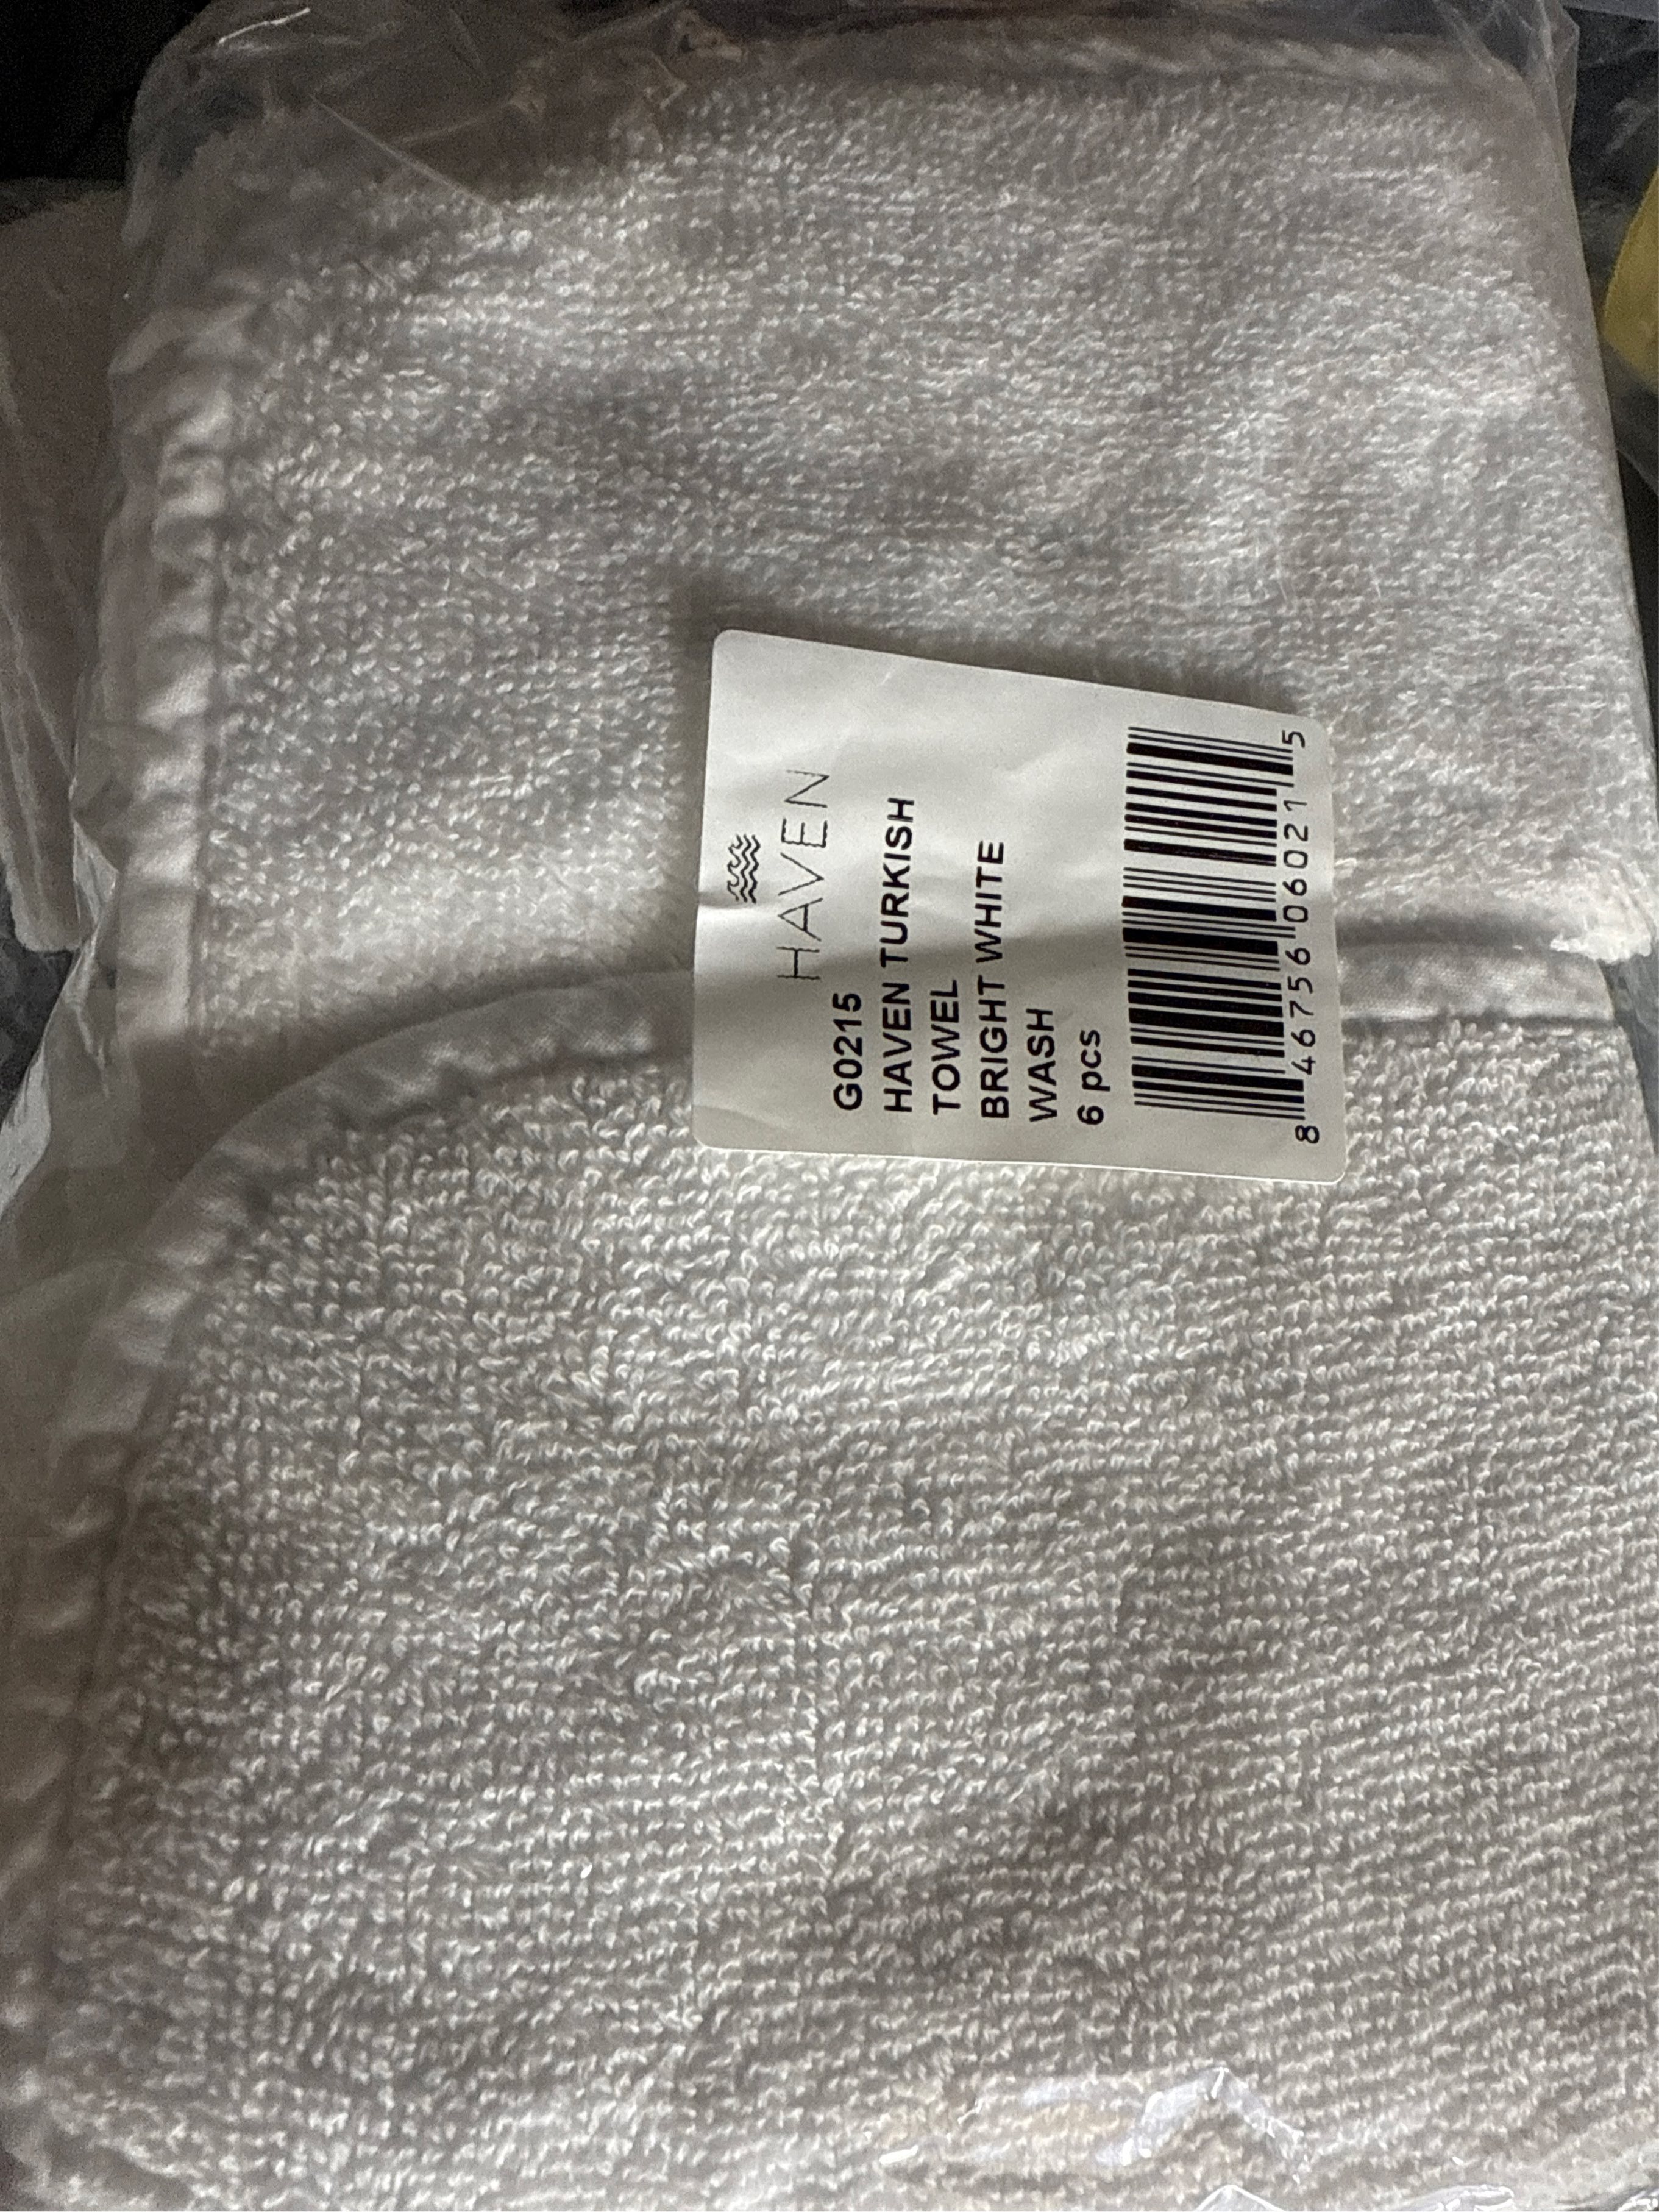 HAVEN
G0215
HAVEN TURKISH
TOWEL
BRIGHT WHITE
WASH
6 pcs
8 46756 06021 5